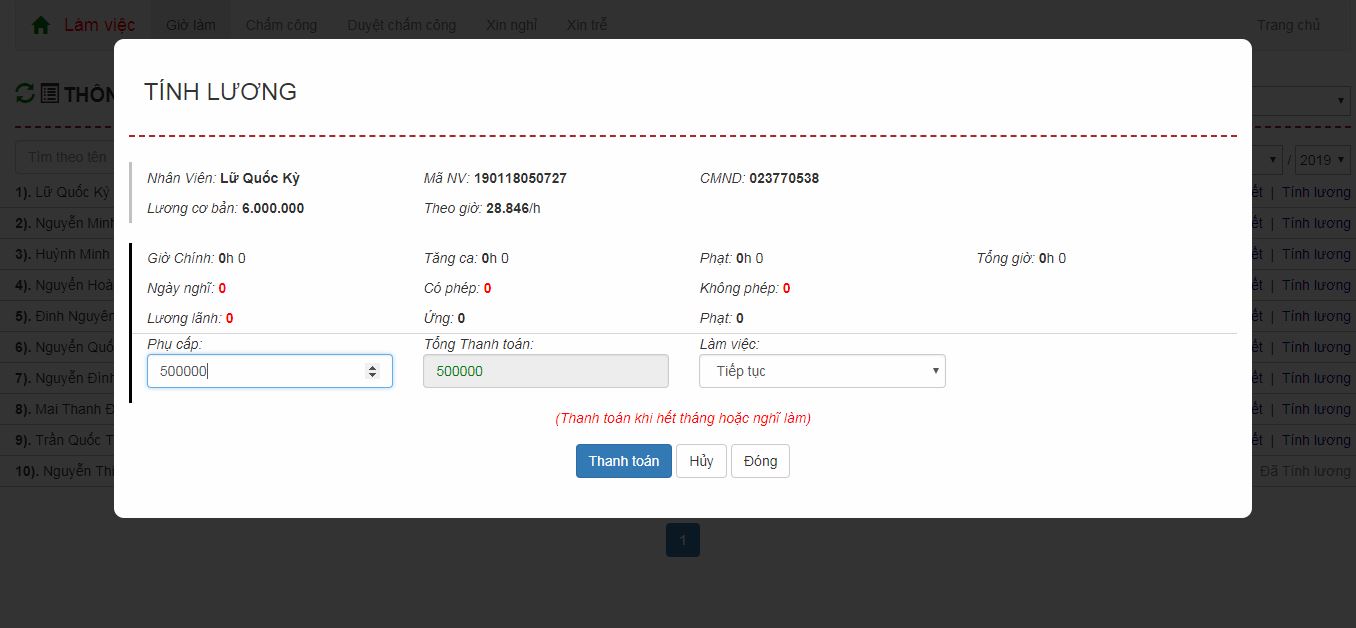 Làm việc Giờ làm Chấm công Duyệt chấm công Xin nghỉ Xin trễ Trang chủ
TÍNH LƯƠNG
THÔN
Tìm theo tên / 2019
Nhân Viên: Lữ Quốc Kỳ Mã NV: 190118050727 CMND: 023770538
1). Lữ Quốc Kỳ ết | Tính lương
Lương cơ bản: 6.000.000 Theo giờ: 28.846/h
2). Nguyễn Minh ết | Tính lương
3). Huỳnh Minh ết | Tính lương
Giờ Chính: 0h 0 Tăng ca: 0h 0 Phạt: 0h 0 Tổng giờ: 0h 0
4). Nguyễn Hoà ết | Tính lương
Ngày nghĩ: 0 Có phép: 0 Không phép: 0
5). Đinh Nguyên ết | Tính lương
Lương lãnh: 0 Ứng: 0 Phạt: 0
6). Nguyễn Quố ết | Tính lương
Phụ cấp: Tổng Thanh toán: Làm việc:
500000 500000 Tiếp tục
7). Nguyễn Đình ết | Tính lương
8). Mai Thanh Đ ết | Tính lương
(Thanh toán khi hết tháng hoặc nghĩ làm)
9). Trần Quốc T ết | Tính lương
Thanh toán Hủy Đóng
10). Nguyễn Th Đã Tính lương
1